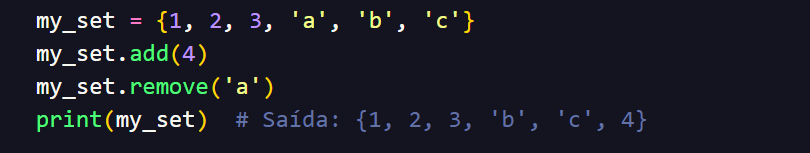 my_set = {1, 2, 3, 'a', 'b', 'c'}
my_set.add(4)
my_set.remove('a')
print(my_set)  # Saída: {1, 2, 3, 'b', 'c', 4}